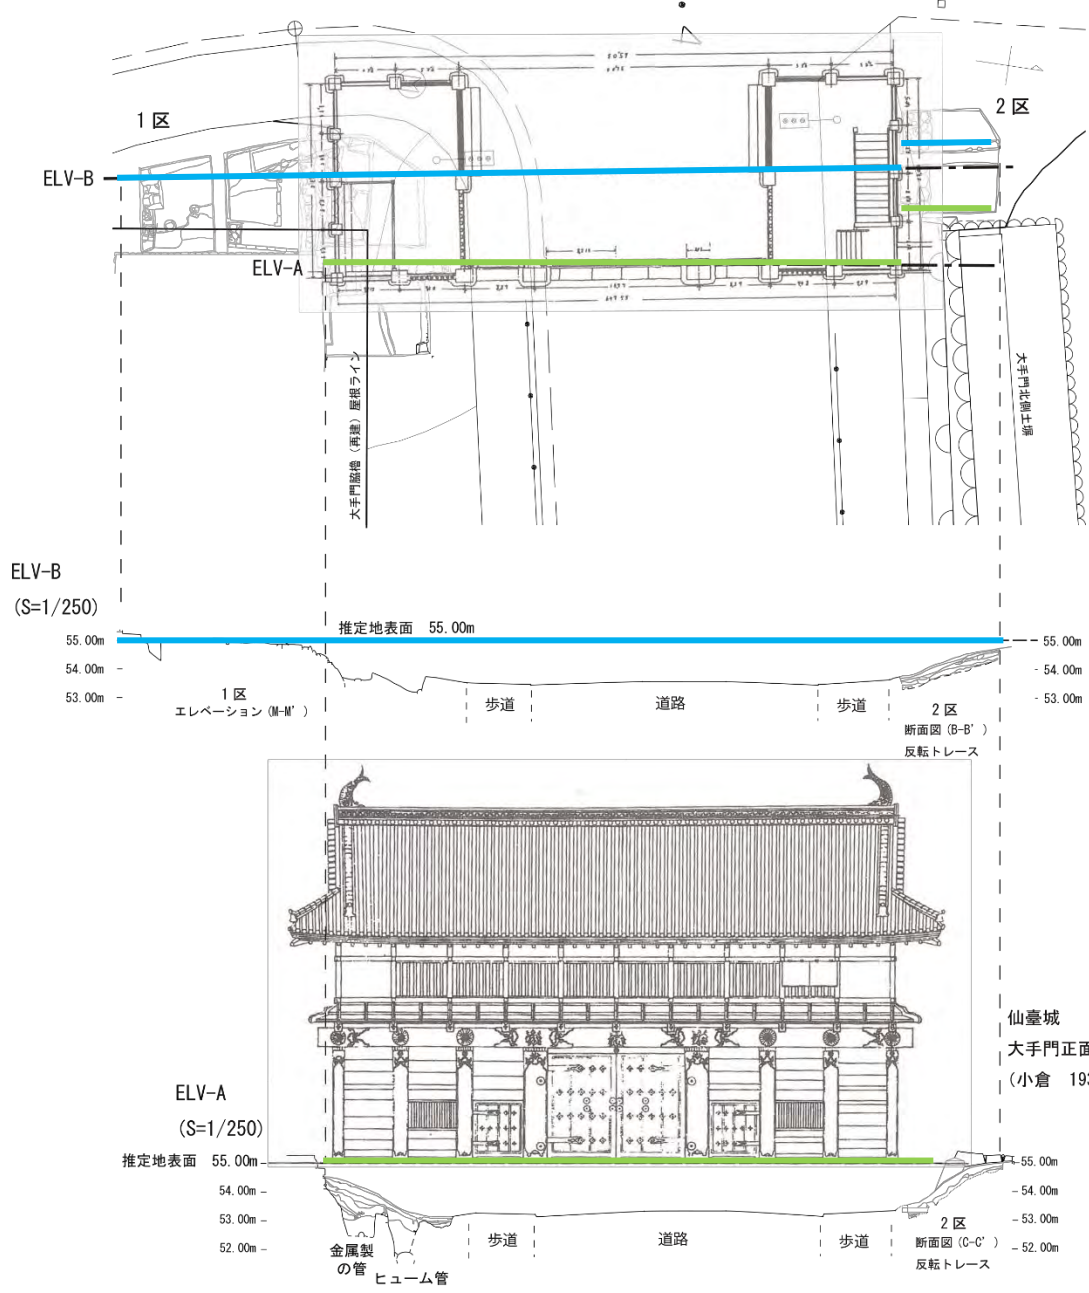 1区
2区
ELV-B
ELV-A
大手門脇櫓（再建）屋根ライン
大手門北側土塀
ELV-B
(S=1/250)
推定地表面　55.00m
55.00m
54.00m
53.00m
55.00m
54.00m
53.00m
1区
エレベーション(M-M’)
歩道
道路
歩道
2区
断面図(B-B’)
反転トレース
仙臺城
大手門正面
(小倉　193
ELV-A
(S=1/250)
推定地表面　55.00m
54.00m
53.00m
52.00m
55.00m
54.00m
53.00m
52.00m
金属製
の管
ヒューム管
歩道
道路
歩道
2区
断面図(C-C’)
反転トレース